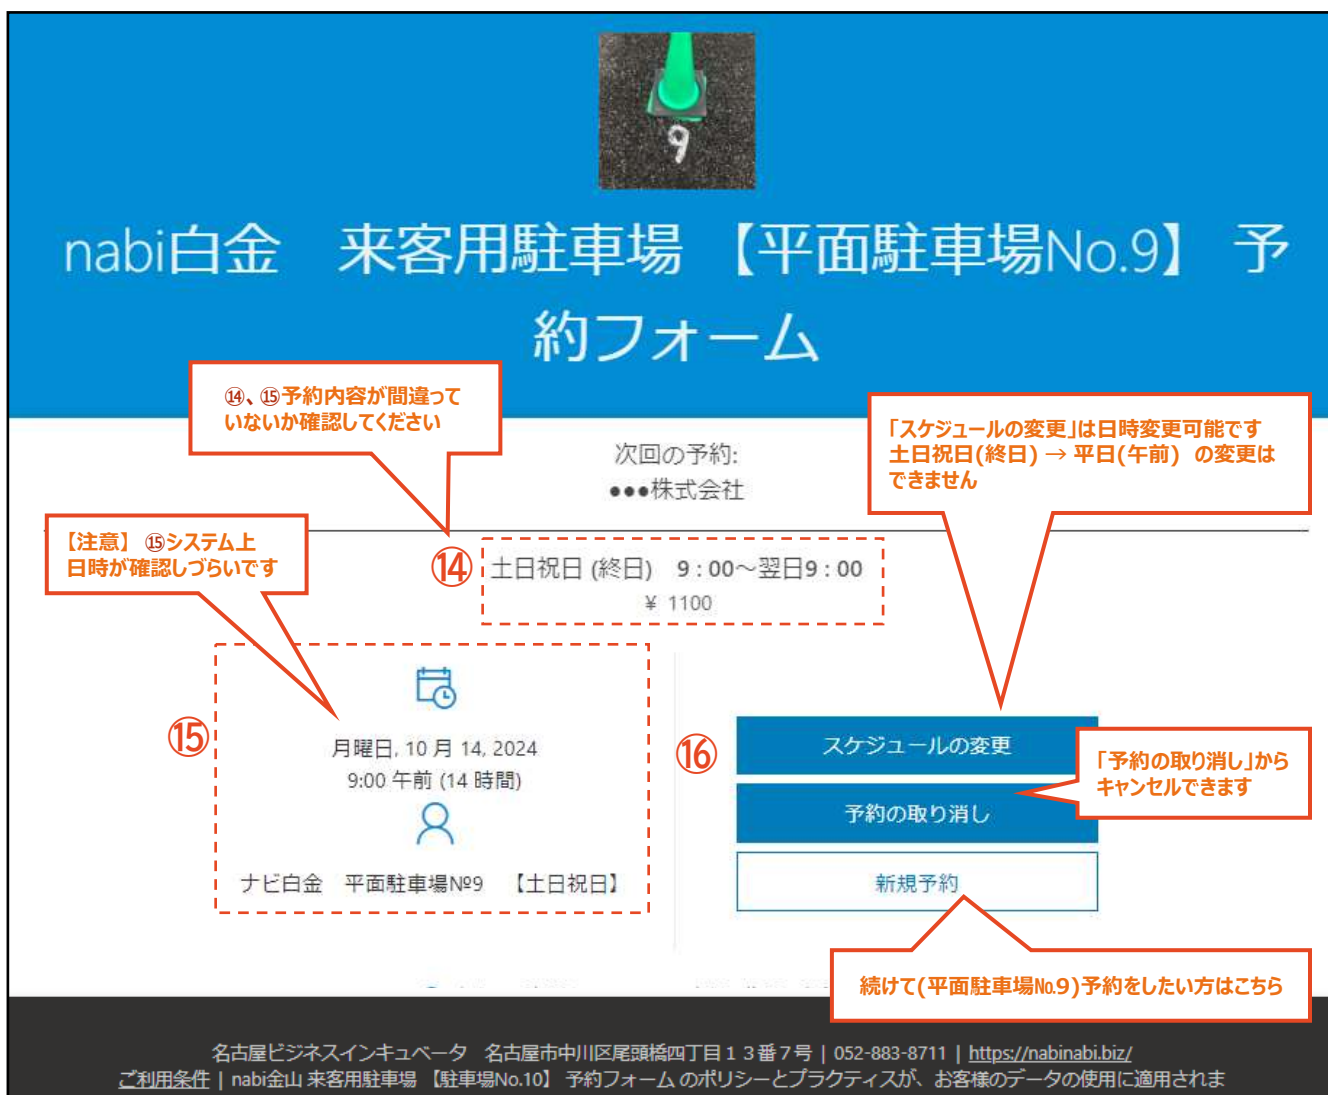 9
nabi白金　来客用駐車場 【平面駐車場No.9】 予
約フォーム
⑭、⑮予約内容が間違って
いないか確認してください
「スケジュールの変更」は日時変更可能です
土日祝日(終日) → 平日(午前) の変更は
できません
次回の予約:
●●●株式会社
【注意】 ⑮システム上
日時が確認しづらいです
⑭
土日祝日 (終日)　9：00～翌日9：00
¥ 1100
⑮
月曜日, 10 月 14, 2024
9:00 午前 (14 時間)
ナビ白金　平面駐車場№9　【土日祝日】
⑯
スケジュールの変更
「予約の取り消し」から
キャンセルできます
予約の取り消し
新規予約
続けて(平面駐車場№9)予約をしたい方はこちら
名古屋ビジネスインキュベータ　名古屋市中川区尾頭橋四丁目１３番７号 | 052-883-8711 | https://nabinabi.biz/
ご利用条件 | nabi金山 来客用駐車場 【駐車場No.10】 予約フォーム のポリシーとプラクティスが、お客様のデータの使用に適用されま